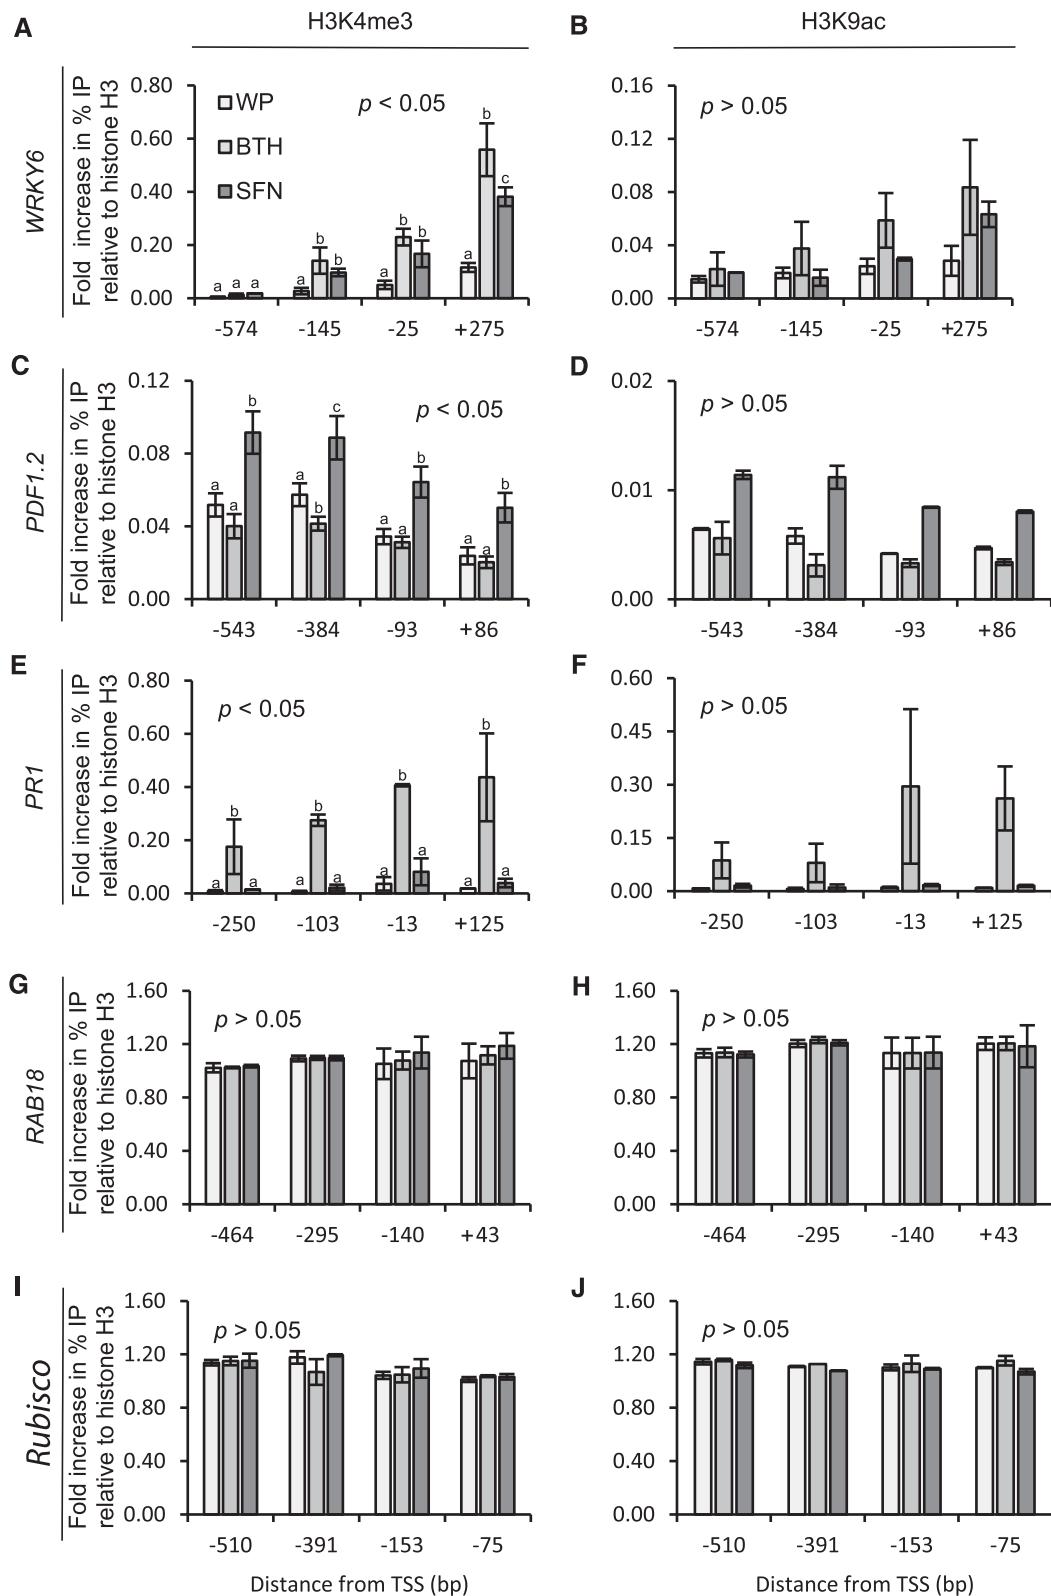 A
H3K4me3
B
H3K9ac
WRKY6
Fold increase in % IP
relative to histone H3
0.80
0.60
0.40
0.20
0.00
WP
BTH
SFN
p < 0.05
a a a
a b b
a b b
a b c
-574 -145 -25 +275
0.16
0.12
0.08
0.04
0.00
p > 0.05
-574 -145 -25 +275
C
PDF1.2
Fold increase in % IP
relative to histone H3
0.12
0.08
0.04
0.00
p < 0.05
a a b
a b c
a a b
a a b
-543 -384 -93 +86
D
0.02
0.01
0.00
p > 0.05
-543 -384 -93 +86
E
PR1
Fold increase in % IP
relative to histone H3
0.80
0.60
0.40
0.20
0.00
p < 0.05
a b a
a b a
a b a
a b a
-250 -103 -13 +125
F
0.60
0.45
0.30
0.15
0.00
p > 0.05
-250 -103 -13 +125
G
RAB18
Fold increase in % IP
relative to histone H3
1.60
1.20
0.80
0.40
0.00
p > 0.05
-464 -295 -140 +43
H
1.60
1.20
0.80
0.40
0.00
p > 0.05
-464 -295 -140 +43
I
Rubisco
Fold increase in % IP
relative to histone H3
1.60
1.20
0.80
0.40
0.00
p > 0.05
-510 -391 -153 -75
Distance from TSS (bp)
J
1.60
1.20
0.80
0.40
0.00
p > 0.05
-510 -391 -153 -75
Distance from TSS (bp)